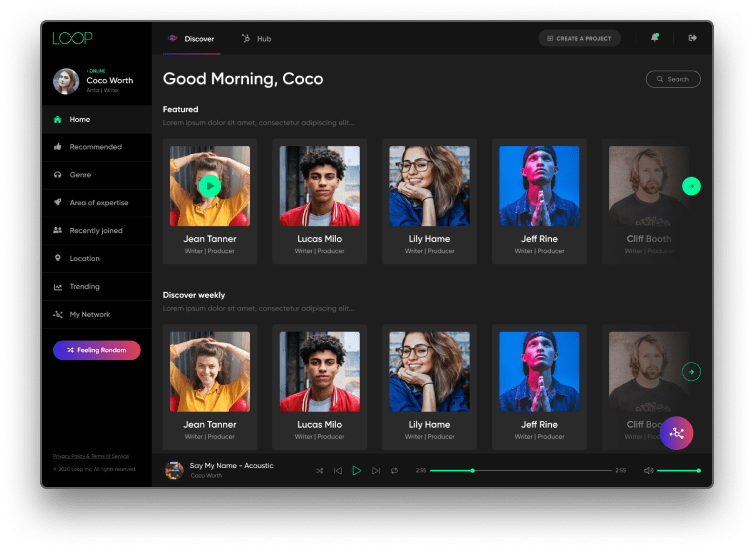 LOOP
Discover
Hub
CREATE A PROJECT
• ONLINE
Coco Worth
Artist | Writer
Good Morning, Coco
Search
Home
Recommended
Genre
Area of expertise
Recently joined
Location
Trending
My Network
Feeling Random
Featured
Lorem ipsum dolor sit amet, consectetur adipiscing elit...
Jean Tanner
Writer | Producer
Lucas Milo
Writer | Producer
Lily Hame
Writer | Producer
Jeff Rine
Writer | Producer
Cliff Booth
Writer | Producer
Discover weekly
Lorem ipsum dolor sit amet, consectetur adipiscing elit...
Jean Tanner
Writer | Producer
Lucas Milo
Writer | Producer
Lily Hame
Writer | Producer
Jeff Rine
Writer | Producer
Cliff Booth
Privacy Policy & Terms of Service
© 2020 Loop Inc. All rights reserved.
Say My Name - Acoustic
Coco Worth
2:55
2:55